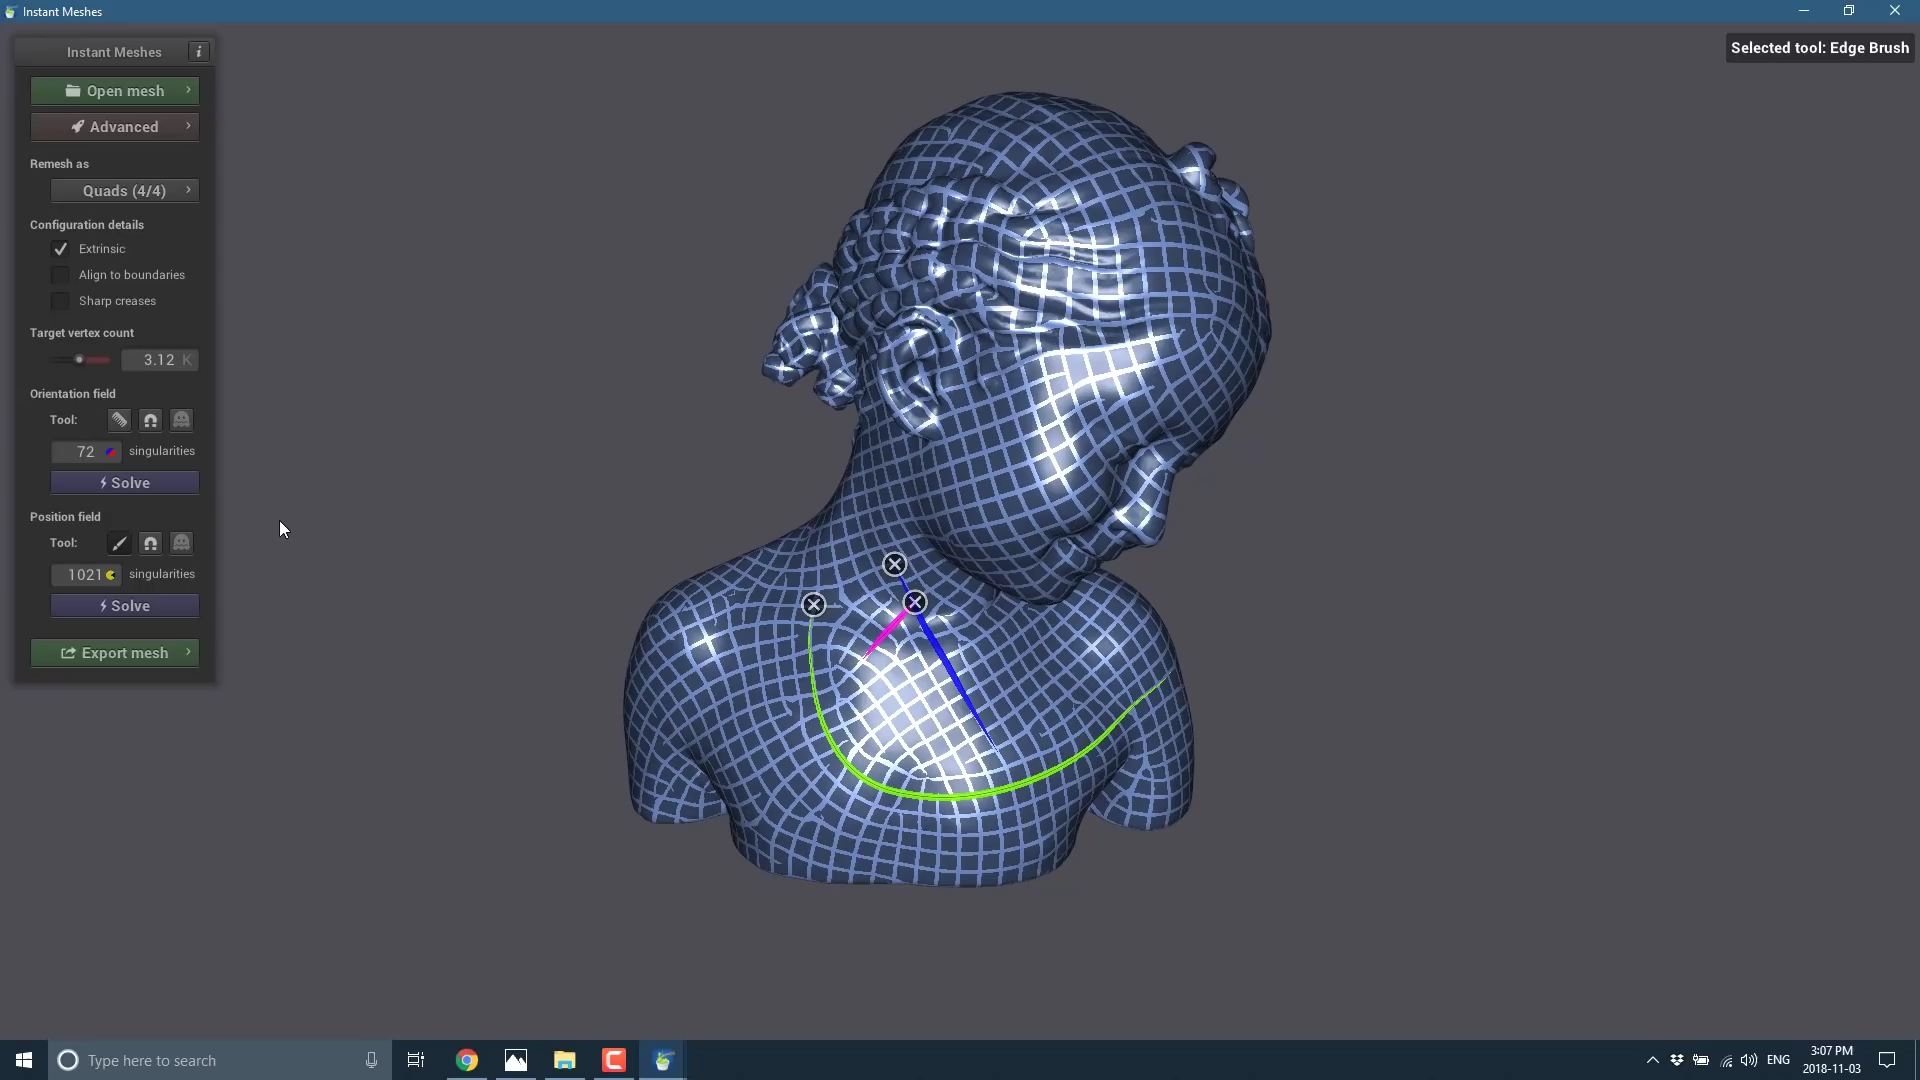 Instant Meshes
Selected tool: Edge Brush
Instant Meshes
i
Open mesh
Advanced
Remesh as
Quads (4/4)
Configuration details
Extrinsic
Align to boundaries
Sharp creases
Target vertex count
3.12 K
Orientation field
Tool:
72 singularities
Solve
Position field
Tool:
1021 singularities
Solve
Export mesh
Type here to search
ENG
3:07 PM
2018-11-03